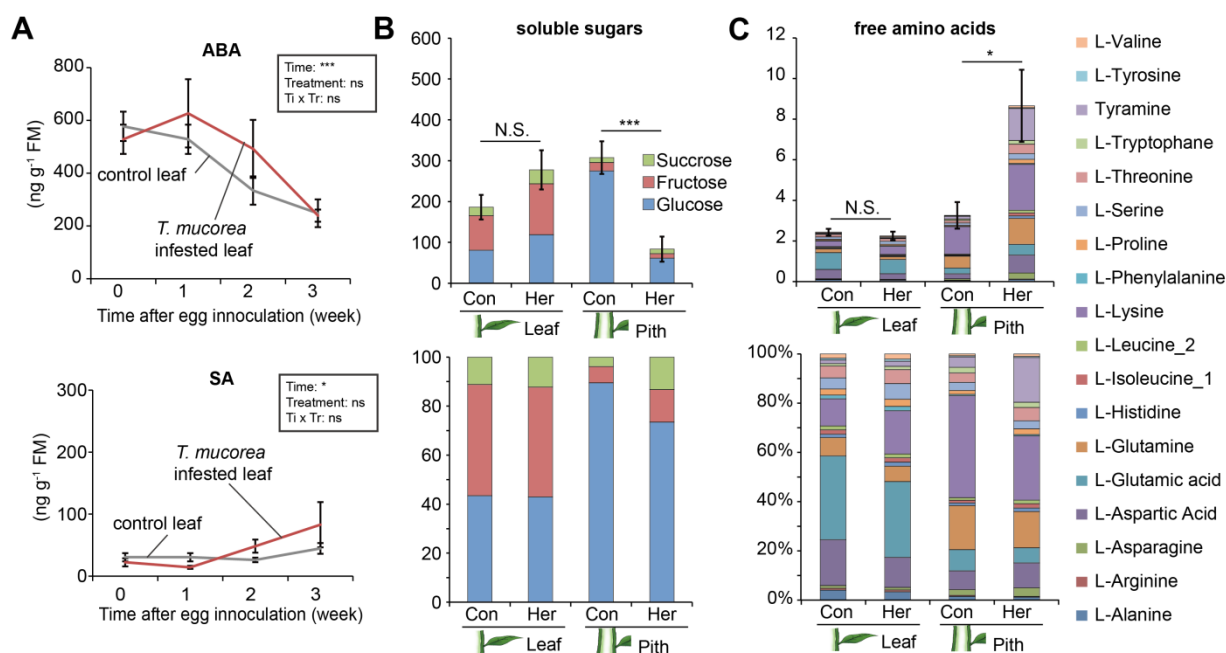 A
ABA
800
600
400
200
0
(ng g⁻¹ FM)
Time: ***
Treatment: ns
Ti x Tr: ns
control leaf
T. mucorea
infested leaf
0 1 2 3
Time after egg innoculation (week)
SA
300
200
100
0
(ng g⁻¹ FM)
Time: *
Treatment: ns
Ti x Tr: ns
T. mucorea
infested leaf
control leaf
0 1 2 3
Time after egg innoculation (week)
B
soluble sugars
600
500
400
300
200
100
0
N.S.
***
Succrose
Fructose
Glucose
Con Her Con Her
Leaf Pith
100
80
60
40
20
0
Con Her Con Her
Leaf Pith
C
free amino acids
12
10
8
6
4
2
0
N.S.
*
Con Her Con Her
Leaf Pith
100%
80%
60%
40%
20%
0%
Con Her Con Her
Leaf Pith
L-Valine
L-Tyrosine
Tyramine
L-Tryptophane
L-Threonine
L-Serine
L-Proline
L-Phenylalanine
L-Lysine
L-Leucine_2
L-Isoleucine_1
L-Histidine
L-Glutamine
L-Glutamic acid
L-Aspartic Acid
L-Asparagine
L-Arginine
L-Alanine